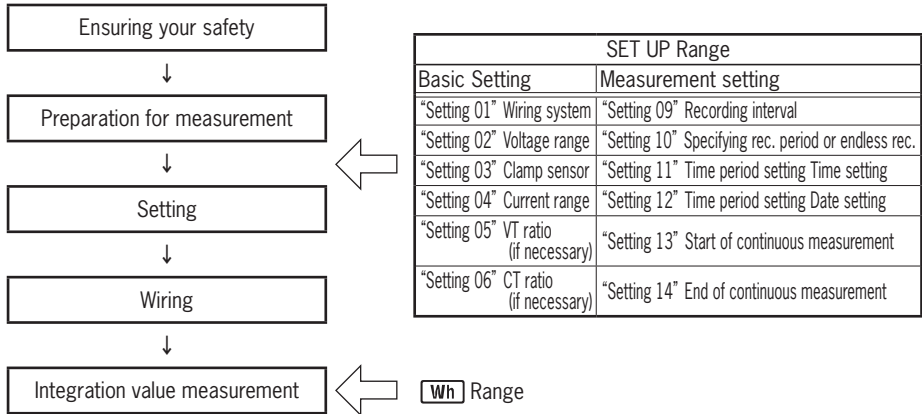 Ensuring your safety
↓
Preparation for measurement
↓
Setting
↓
Wiring
↓
Integration value measurement
SET UP Range
Basic Setting Measurement setting
“Setting 01” Wiring system “Setting 09” Recording interval
“Setting 02” Voltage range “Setting 10” Specifying rec. period or endless rec.
“Setting 03” Clamp sensor “Setting 11” Time period setting Time setting
“Setting 04” Current range “Setting 12” Time period setting Date setting
“Setting 05” VT ratio
(if necessary) “Setting 13” Start of continuous measurement
“Setting 06” CT ratio
(if necessary) “Setting 14” End of continuous measurement
Wh Range